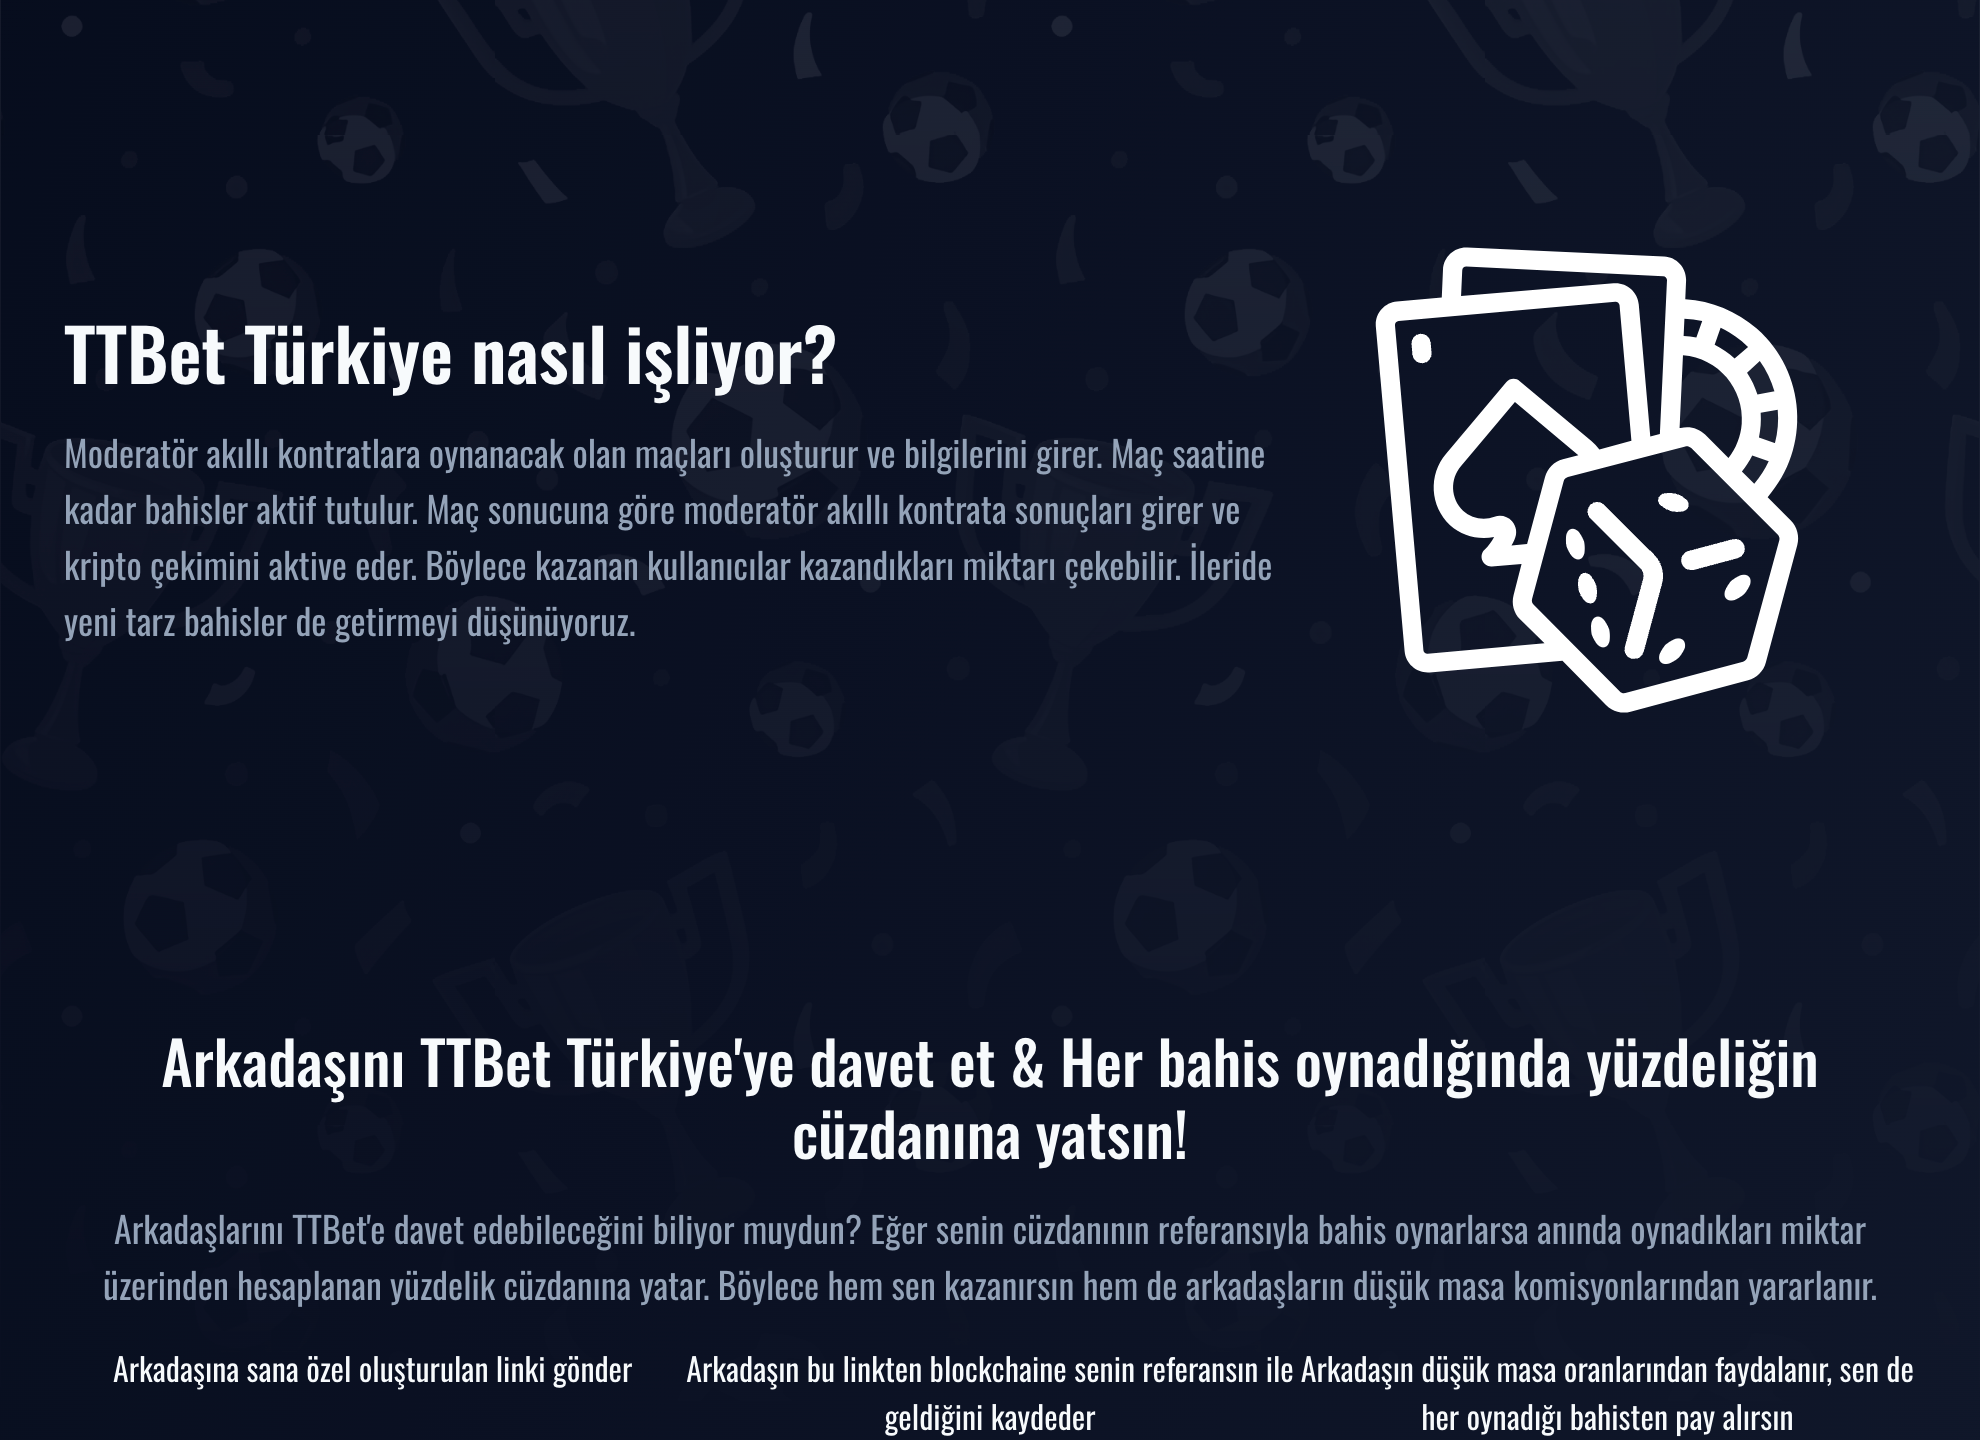 TTBet Türkiye nasıl işliyor?
Moderatör akıllı kontratlara oynanacak olan maçları oluşturur ve bilgilerini girer. Maç saatine
kadar bahisler aktif tutulur. Maç sonucuna göre moderatör akıllı kontrata sonuçları girer ve
kripto çekimini aktive eder. Böylece kazanan kullanıcılar kazandıkları miktarı çekebilir. İleride
yeni tarz bahisler de getirmeyi düşünüyoruz.
Arkadaşını TTBet Türkiye'ye davet et & Her bahis oynadığında yüzdeliğin
cüzdanına yatsın!
Arkadaşlarını TTBet'e davet edebileceğini biliyor muydun? Eğer senin cüzdanının referansıyla bahis oynarlarsa anında oynadıkları miktar
üzerinden hesaplanan yüzdelik cüzdanına yatar. Böylece hem sen kazanırsın hem de arkadaşların düşük masa komisyonlarından yararlanır.
Arkadaşına sana özel oluşturulan linki gönder
Arkadaşın bu linkten blockchaine senin referansın ile
geldiğini kaydeder
Arkadaşın düşük masa oranlarından faydalanır, sen de
her oynadığı bahisten pay alırsın